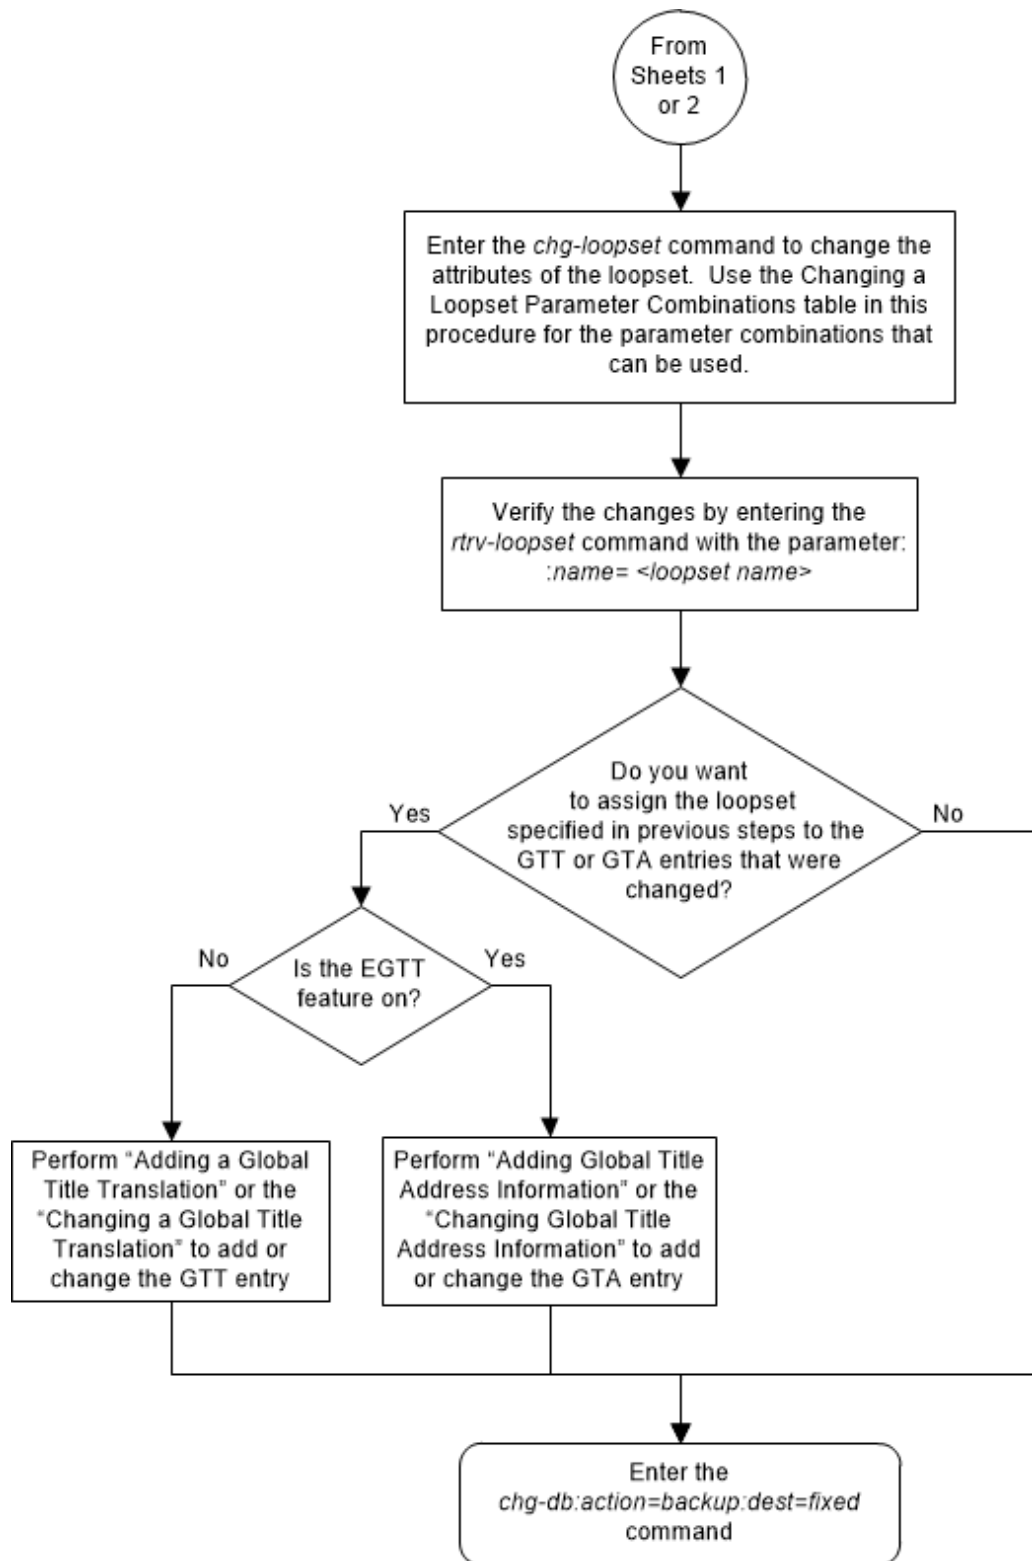 From
Sheets 1
or 2
Enter the chg-loopset command to change the
attributes of the loopset. Use the Changing a
Loopset Parameter Combinations table in this
procedure for the parameter combinations that
can be used.
Verify the changes by entering the
rtrv-loopset command with the parameter:
:name= <loopset name>
Do you want
to assign the loopset
specified in previous steps to the
GTT or GTA entries that were
changed?
Yes
No
Is the EGTT
feature on?
No
Yes
Perform “Adding a Global
Title Translation” or the
“Changing a Global Title
Translation” to add or
change the GTT entry
Perform “Adding Global Title
Address Information” or the
“Changing Global Title
Address Information” to add
or change the GTA entry
Enter the
chg-db:action=backup:dest=fixed
command